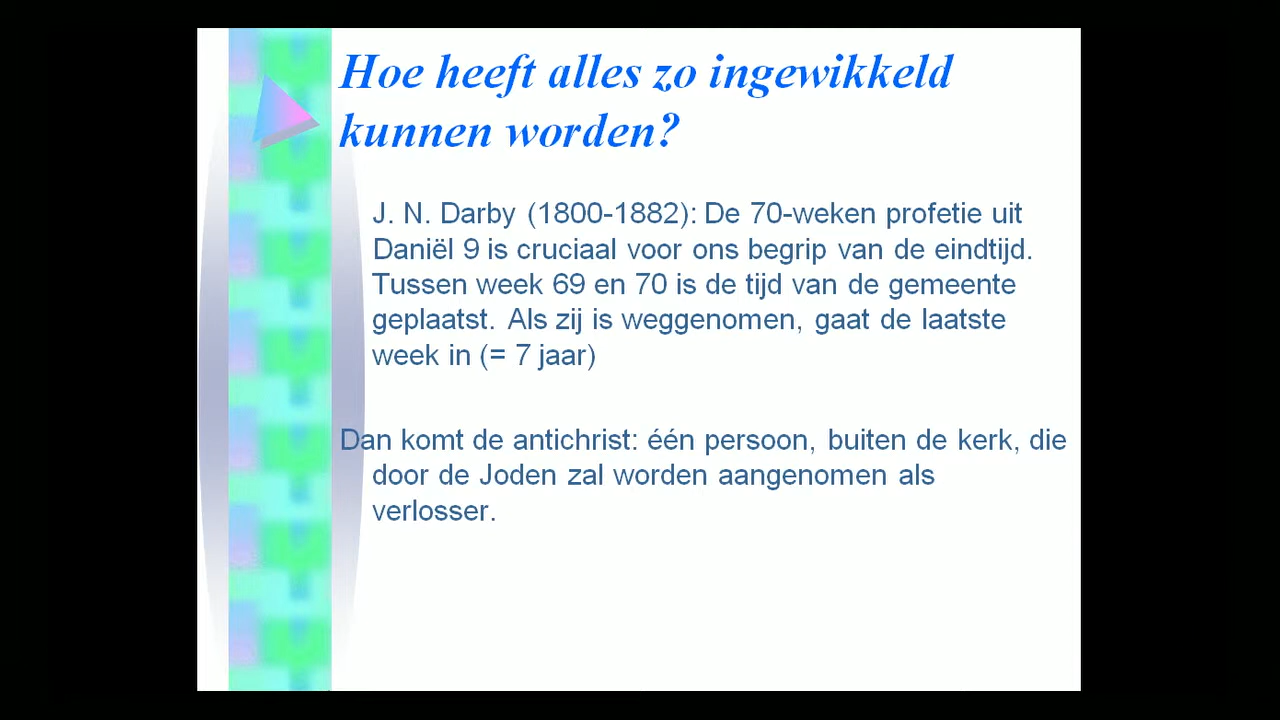 Hoe heeft alles zo ingewikkeld
kunnen worden?
J. N. Darby (1800-1882): De 70-weken profetie uit
Daniël 9 is cruciaal voor ons begrip van de eindtijd.
Tussen week 69 en 70 is de tijd van de gemeente
geplaatst. Als zij is weggenomen, gaat de laatste
week in (= 7 jaar)
Dan komt de antichrist: één persoon, buiten de kerk, die
door de Joden zal worden aangenomen als
verlosser.